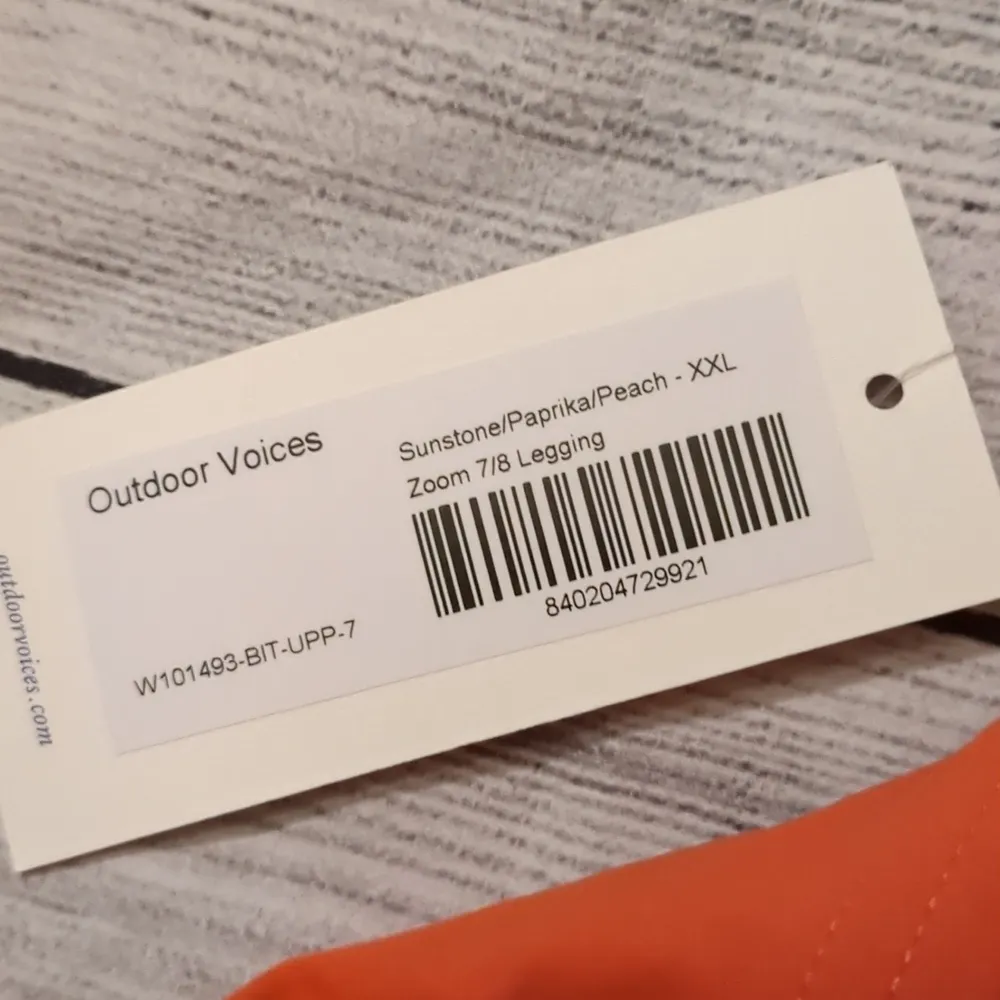 Outdoor Voices
Sunstone/Paprika/Peach - XXL
Zoom 7/8 Legging
840204729921
W101493-BIT-UPP-7
outdoorvoices.com